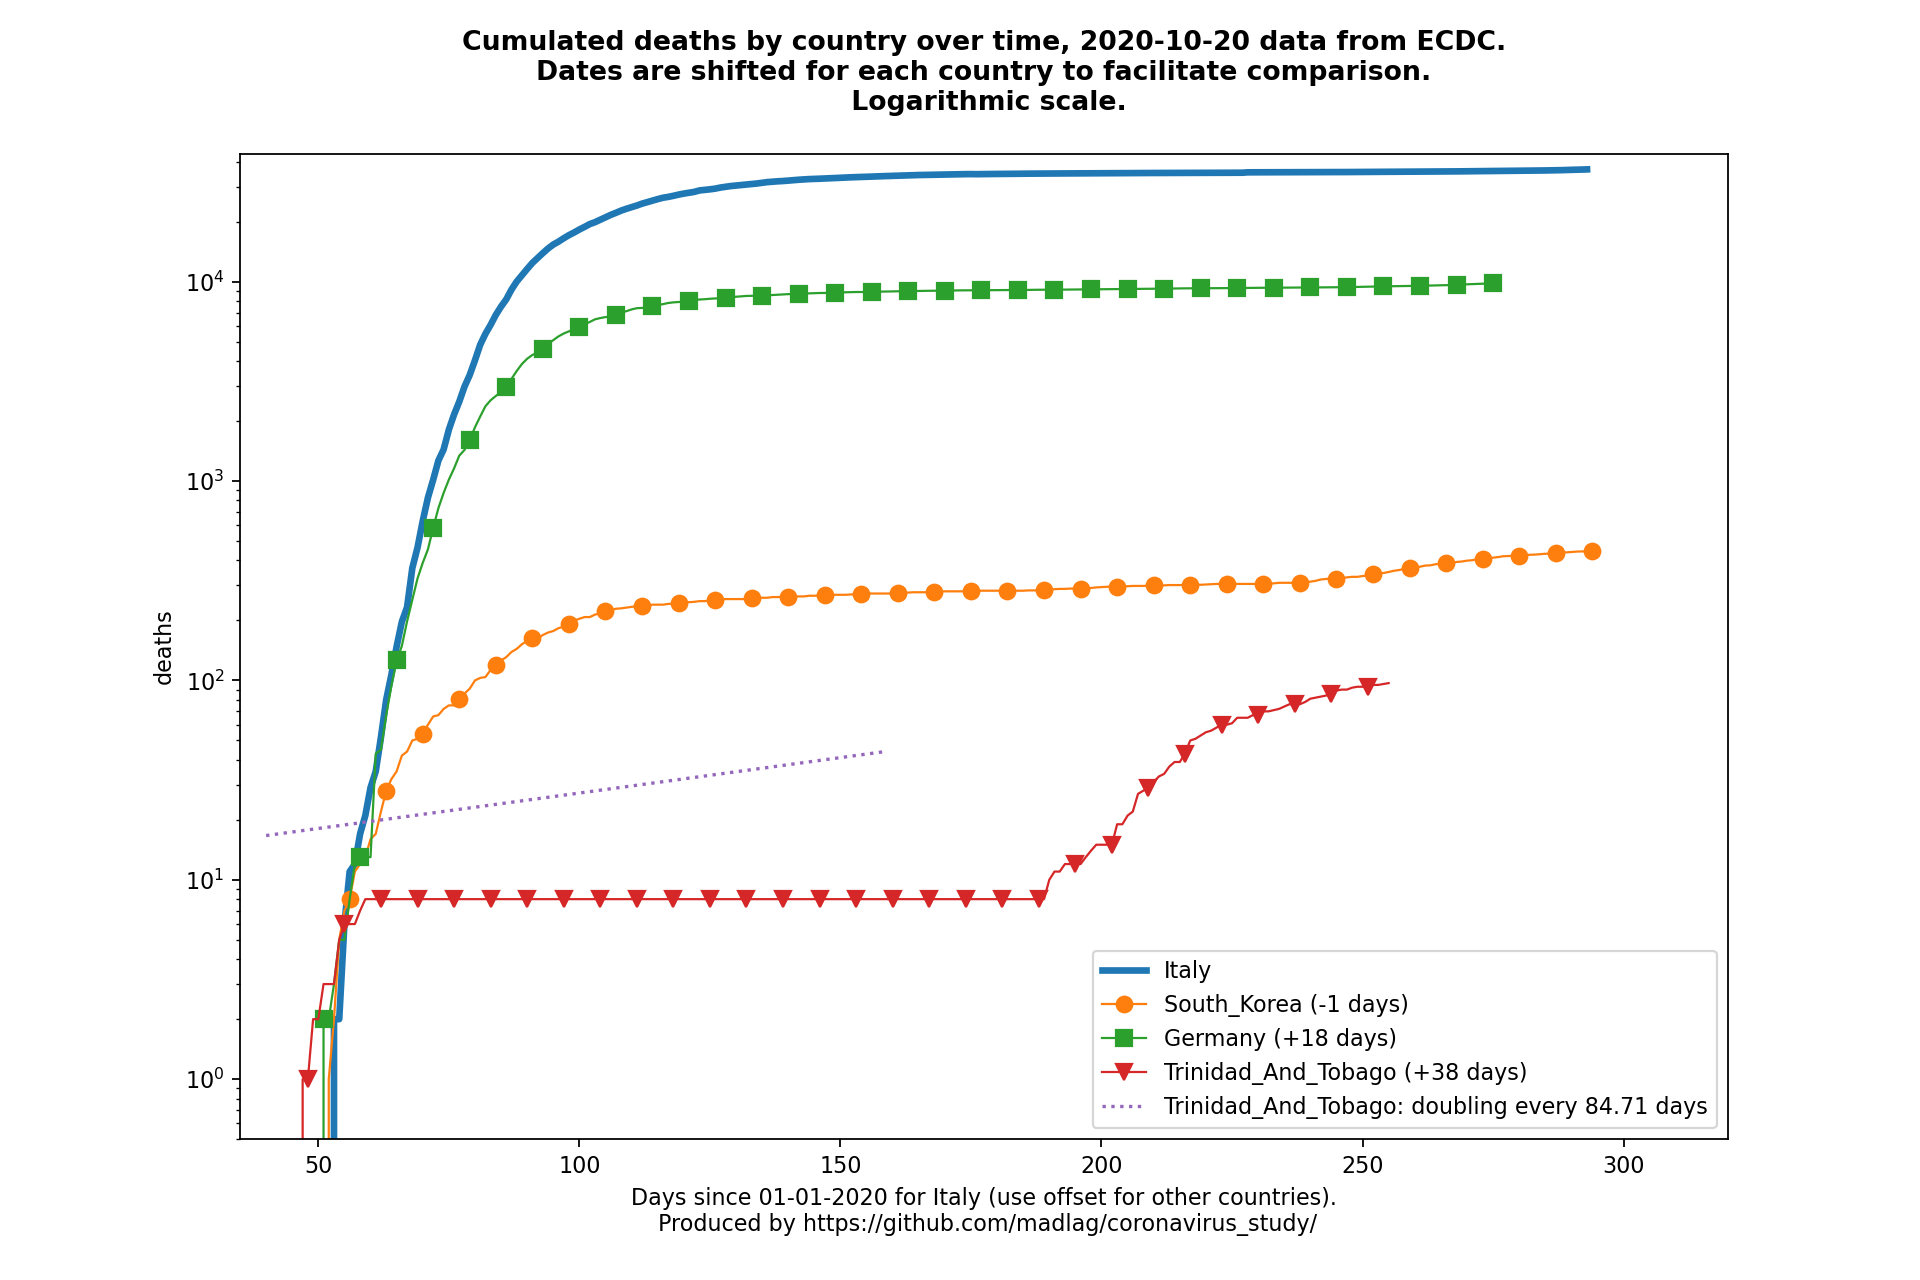 Cumulated deaths by country over time, 2020-10-20 data from ECDC.
Dates are shifted for each country to facilitate comparison.
Logarithmic scale.
deaths
10^4
10^3
10^2
10^1
10^0
50 100 150 200 250 300
Italy
South_Korea (-1 days)
Germany (+18 days)
Trinidad_And_Tobago (+38 days)
Trinidad_And_Tobago: doubling every 84.71 days
Days since 01-01-2020 for Italy (use offset for other countries).
Produced by https://github.com/madlag/coronavirus_study/